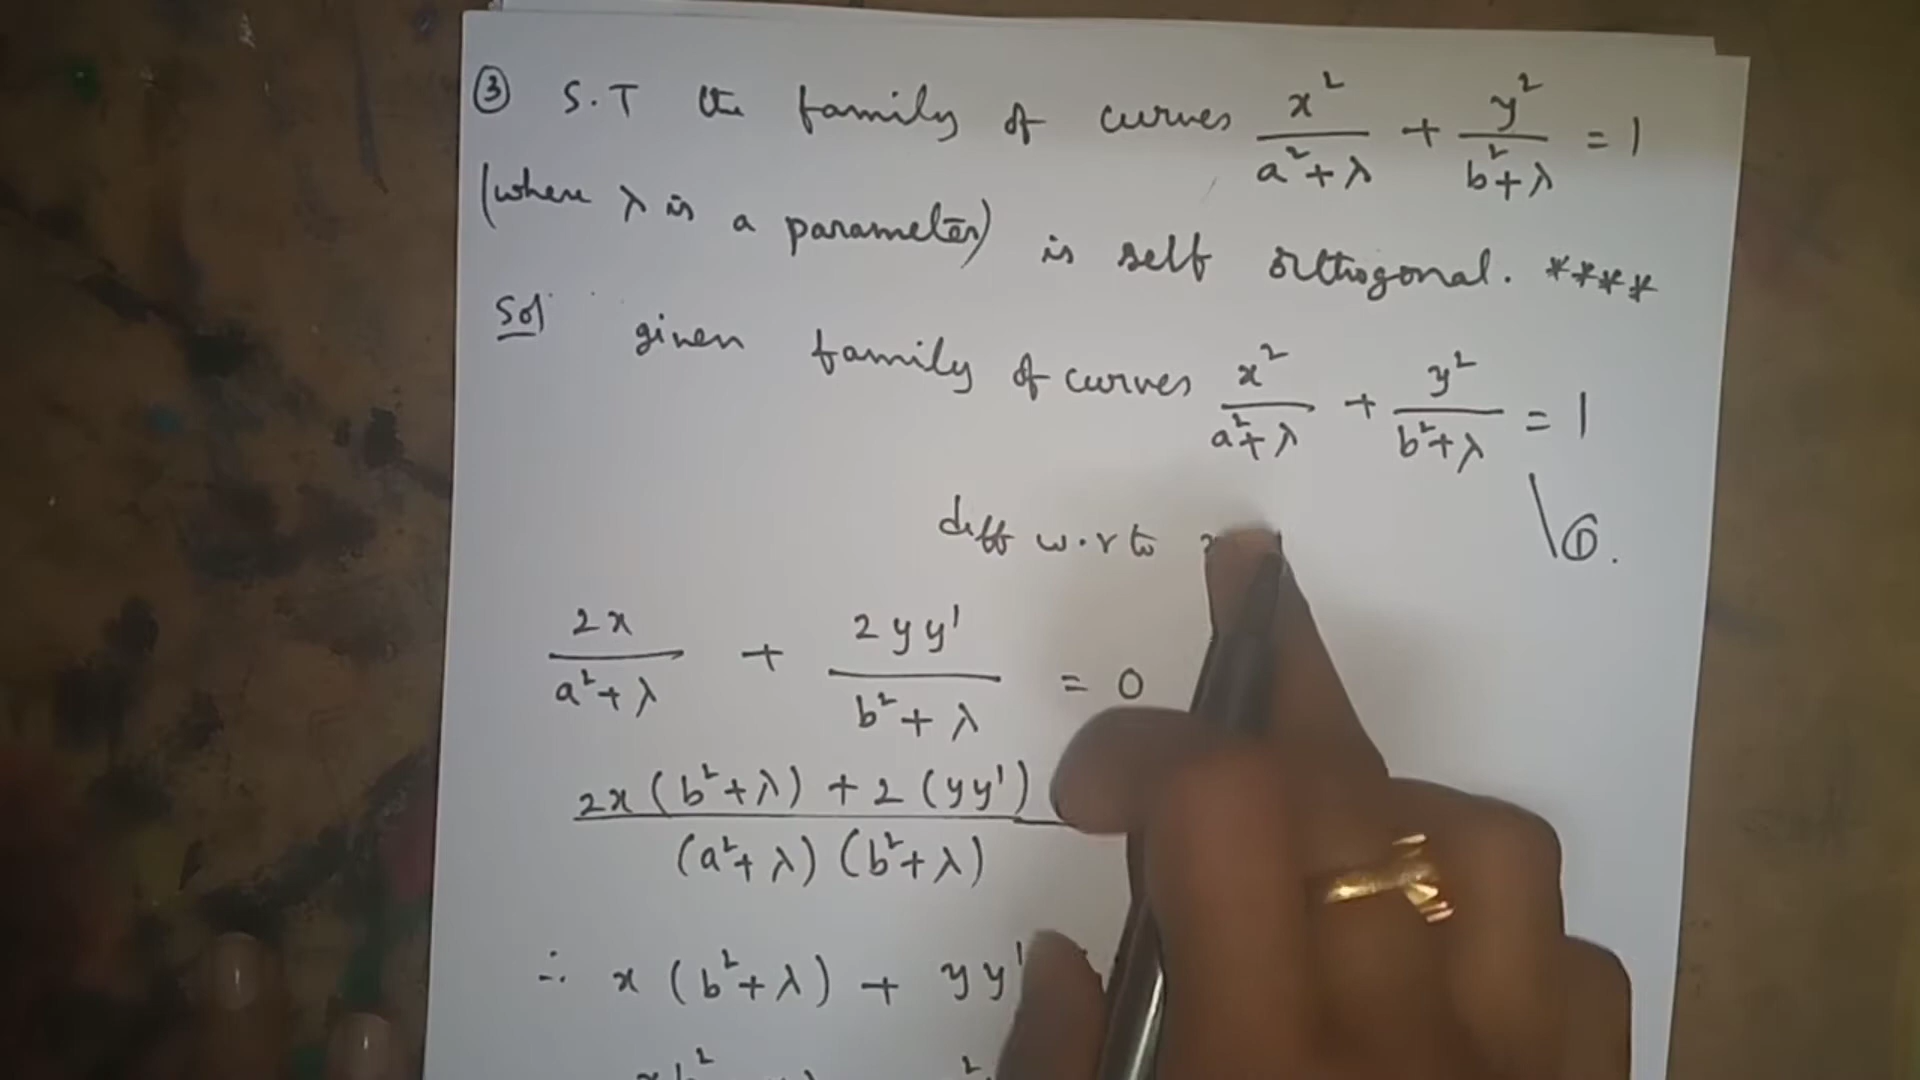 ③ S.T the family of curves x²/(a²+λ) + y²/(b²+λ) = 1
(where λ is a parameter) is self orthogonal. ****
Sol given family of curves x²/(a²+λ) + y²/(b²+λ) = 1
①.
diff w.r to
2x/(a²+λ) + 2yy'/(b²+λ) = 0
2x(b²+λ) + 2(yy')
(a²+λ)(b²+λ)
∴ x(b²+λ) + yy'